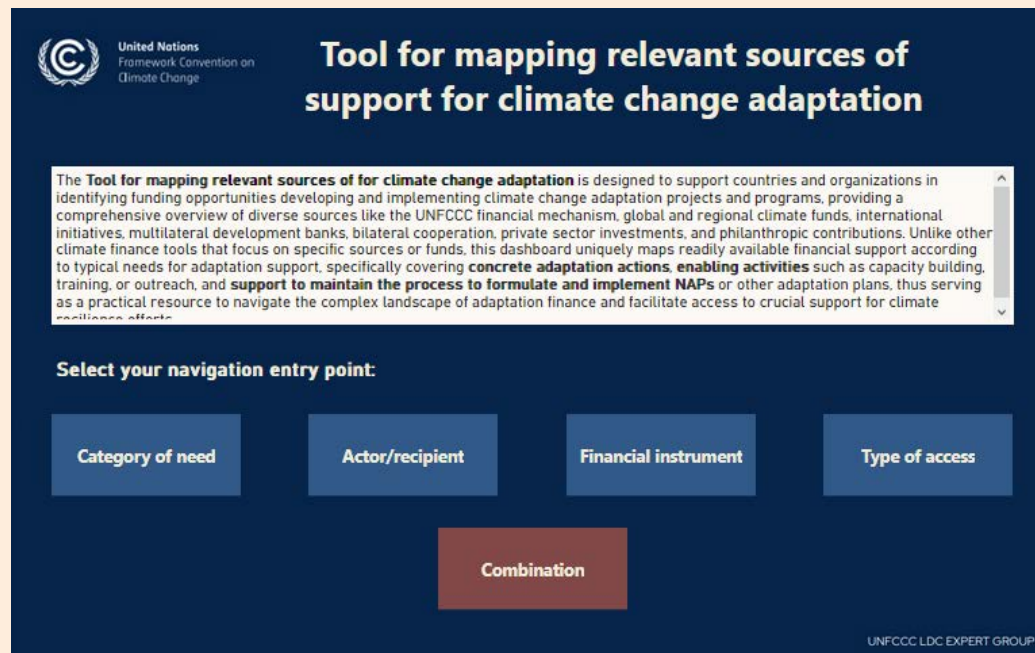 United Nations
Framework Convention on
Climate Change
Tool for mapping relevant sources of
support for climate change adaptation
The Tool for mapping relevant sources of for climate change adaptation is designed to support countries and organizations in
identifying funding opportunities developing and implementing climate change adaptation projects and programs, providing a
comprehensive overview of diverse sources like the UNFCCC financial mechanism, global and regional climate funds, international
initiatives, multilateral development banks, bilateral cooperation, private sector investments, and philanthropic contributions. Unlike other
climate finance tools that focus on specific sources or funds, this dashboard uniquely maps readily available financial support according
to typical needs for adaptation support, specifically covering concrete adaptation actions, enabling activities such as capacity building,
training, or outreach, and support to maintain the process to formulate and implement NAPs or other adaptation plans, thus serving
as a practical resource to navigate the complex landscape of adaptation finance and facilitate access to crucial support for climate
resilience efforts
Select your navigation entry point:
Category of need
Actor/recipient
Financial instrument
Type of access
Combination
UNFCCC LDC EXPERT GROUP